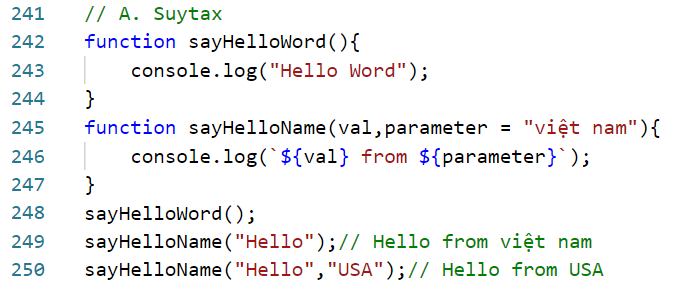 241 // A. Suytax
242 function sayHelloWord(){
243     console.log("Hello Word");
244 }
245 function sayHelloName(val,parameter = "việt nam"){
246     console.log(`${val} from ${parameter}`);
247 }
248 sayHelloWord();
249 sayHelloName("Hello");// Hello from việt nam
250 sayHelloName("Hello","USA");// Hello from USA